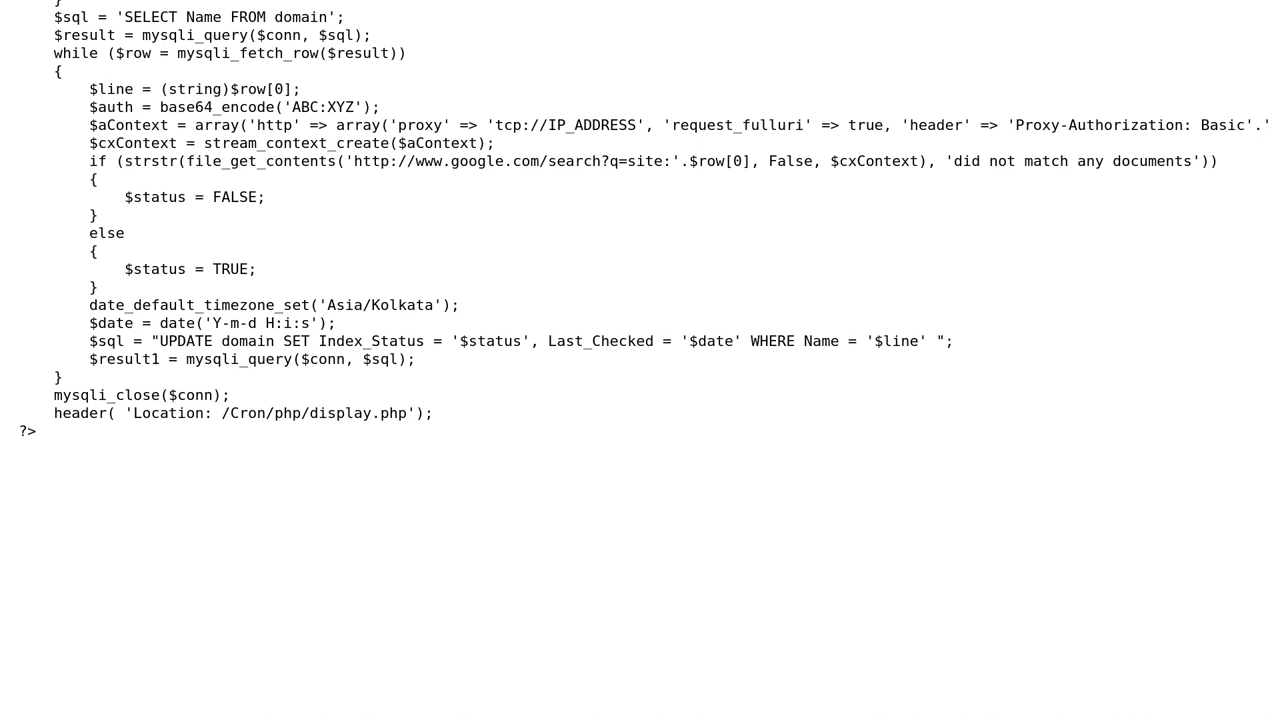 }
$sql = 'SELECT Name FROM domain';
$result = mysqli_query($conn, $sql);
while ($row = mysqli_fetch_row($result))
{
$line = (string)$row[0];
$auth = base64_encode('ABC:XYZ');
$aContext = array('http' => array('proxy' => 'tcp://IP_ADDRESS', 'request_fulluri' => true, 'header' => 'Proxy-Authorization: Basic'.'
$cxContext = stream_context_create($aContext);
if (strstr(file_get_contents('http://www.google.com/search?q=site:'.$row[0], False, $cxContext), 'did not match any documents'))
{
$status = FALSE;
}
else
{
$status = TRUE;
}
date_default_timezone_set('Asia/Kolkata');
$date = date('Y-m-d H:i:s');
$sql = "UPDATE domain SET Index_Status = '$status', Last_Checked = '$date' WHERE Name = '$line' ";
$result1 = mysqli_query($conn, $sql);
}
mysqli_close($conn);
header( 'Location: /Cron/php/display.php');
?>